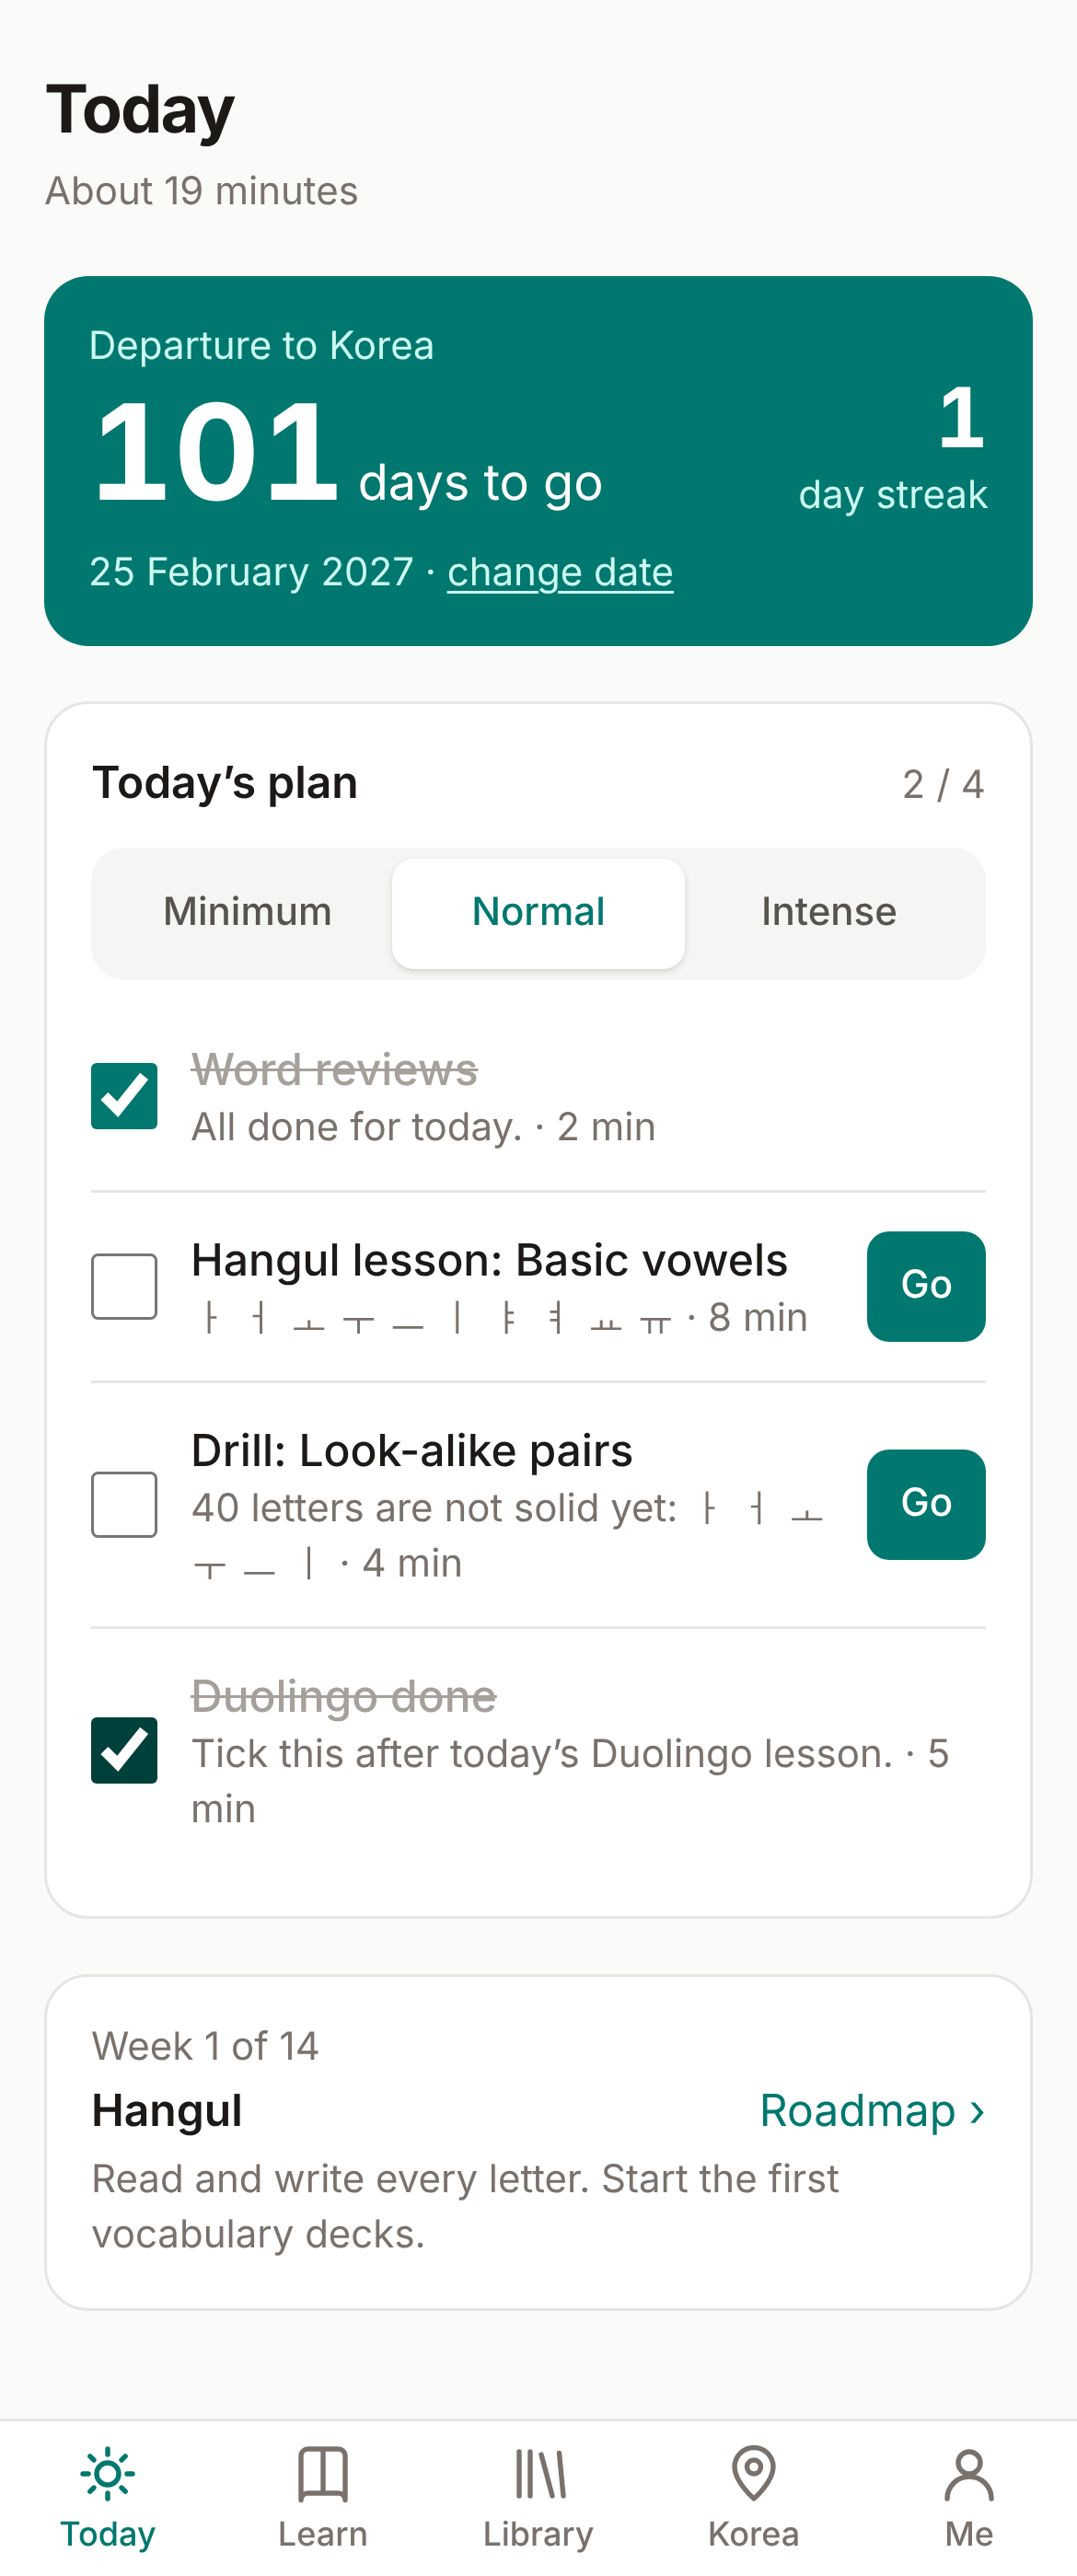 Today
About 19 minutes
Departure to Korea
101 days to go
1
day streak
25 February 2027 · change date
Today’s plan
2 / 4
Minimum
Normal
Intense
Word reviews
All done for today. · 2 min
Hangul lesson: Basic vowels
ㅏ ㅓ ㅗ ㅜ ㅡ ㅣ ㅑ ㅕ ㅛ ㅠ · 8 min
Go
Drill: Look-alike pairs
40 letters are not solid yet: ㅏ ㅓ ㅗ
ㅜ ㅡ ㅣ · 4 min
Go
Duolingo done
Tick this after today’s Duolingo lesson. · 5
min
Week 1 of 14
Hangul
Roadmap ›
Read and write every letter. Start the first
vocabulary decks.
Today
Learn
Library
Korea
Me